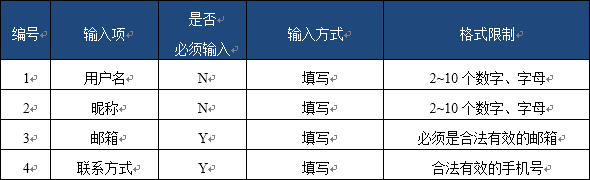 编号 输入项 是否必须输入 输入方式 格式限制
1 用户名 N 填写 2~10个数字、字母
2 昵称 N 填写 2~10个数字、字母
3 邮箱 Y 填写 必须是合法有效的邮箱
4 联系方式 Y 填写 合法有效的手机号